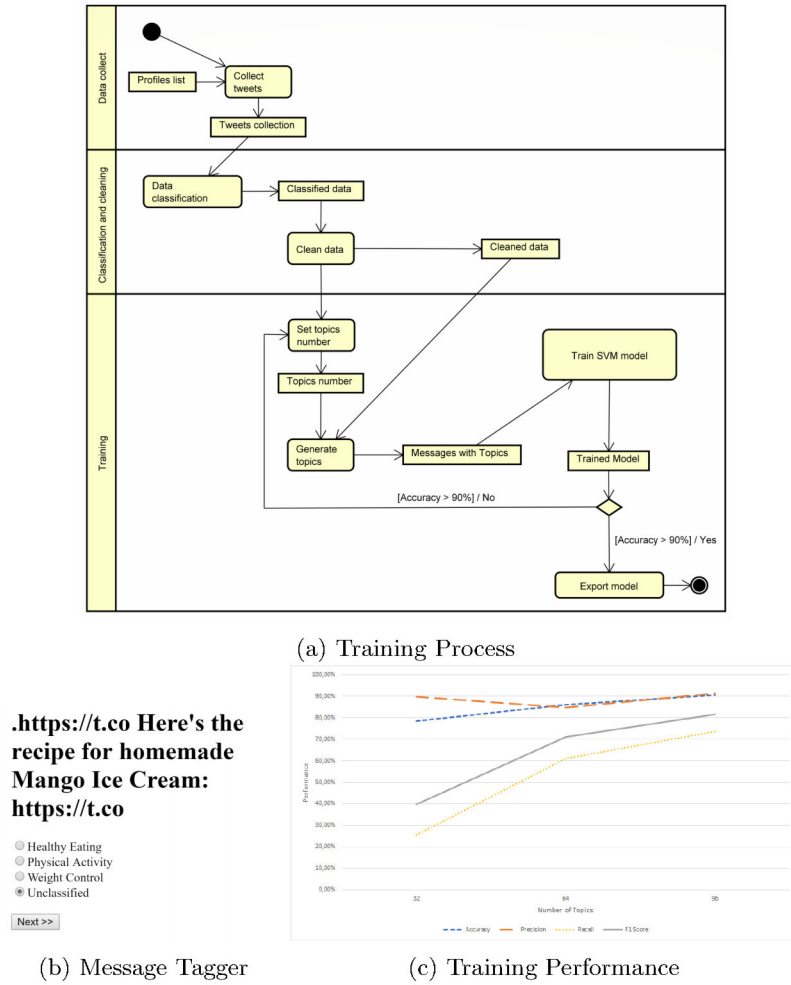 Data collect
Profiles list
Collect
tweets
Tweets collection
Classification and cleaning
Data
classification
Classified data
Clean data
Cleaned data
Training
Set topics
number
Train SVM model
Topics number
Generate
topics
Messages with Topics
Trained Model
[Accuracy > 90%] / No
[Accuracy > 90%] / Yes
Export model
(a) Training Process
.https://t.co Here's the
recipe for homemade
Mango Ice Cream:
https://t.co
Healthy Eating
Physical Activity
Weight Control
Unclassified
Next >>
(b) Message Tagger
100,00%
90,00%
80,00%
70,00%
60,00%
50,00%
40,00%
30,00%
20,00%
10,00%
0,00%
Performance
32
64
96
Number of Topics
Accuracy
Precision
Recall
F1 Score
(c) Training Performance